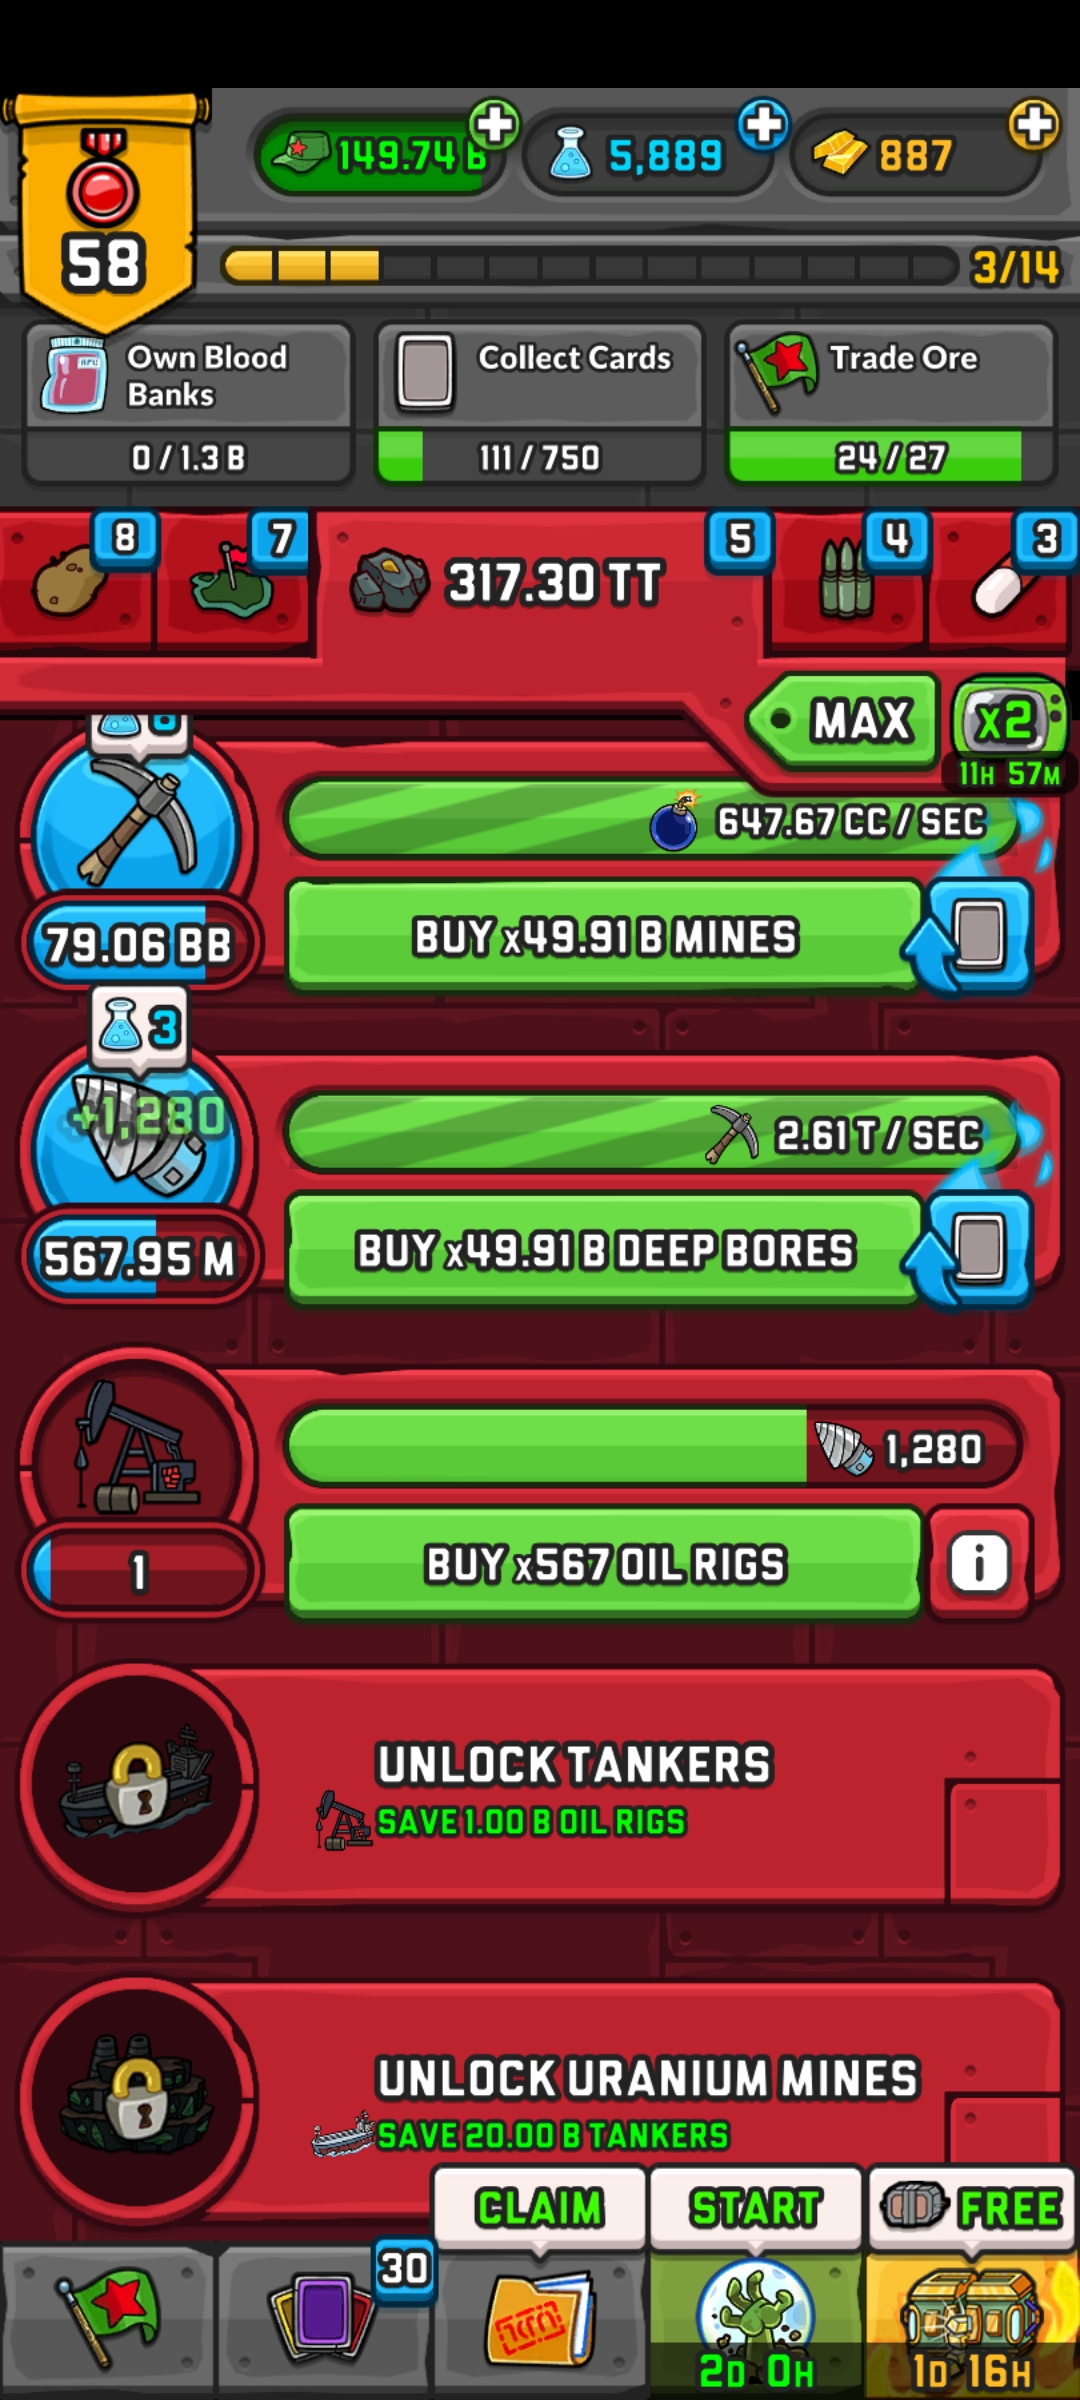 149.74 B
5,889
887
58
3/14
Own Blood Banks
0 / 1.3 B
Collect Cards
111 / 750
Trade Ore
24 / 27
8
7
317.30 TT
5
4
3
MAX
x2
11H 57M
647.67 CC / SEC
79.06 BB
BUY x49.91 B MINES
3
+1,280
2.61 T / SEC
567.95 M
BUY x49.91 B DEEP BORES
1,280
1
BUY x567 OIL RIGS
i
UNLOCK TANKERS
SAVE 1.00 B OIL RIGS
UNLOCK URANIUM MINES
SAVE 20.00 B TANKERS
CLAIM
START
FREE
30
2D 0H
1D 16H